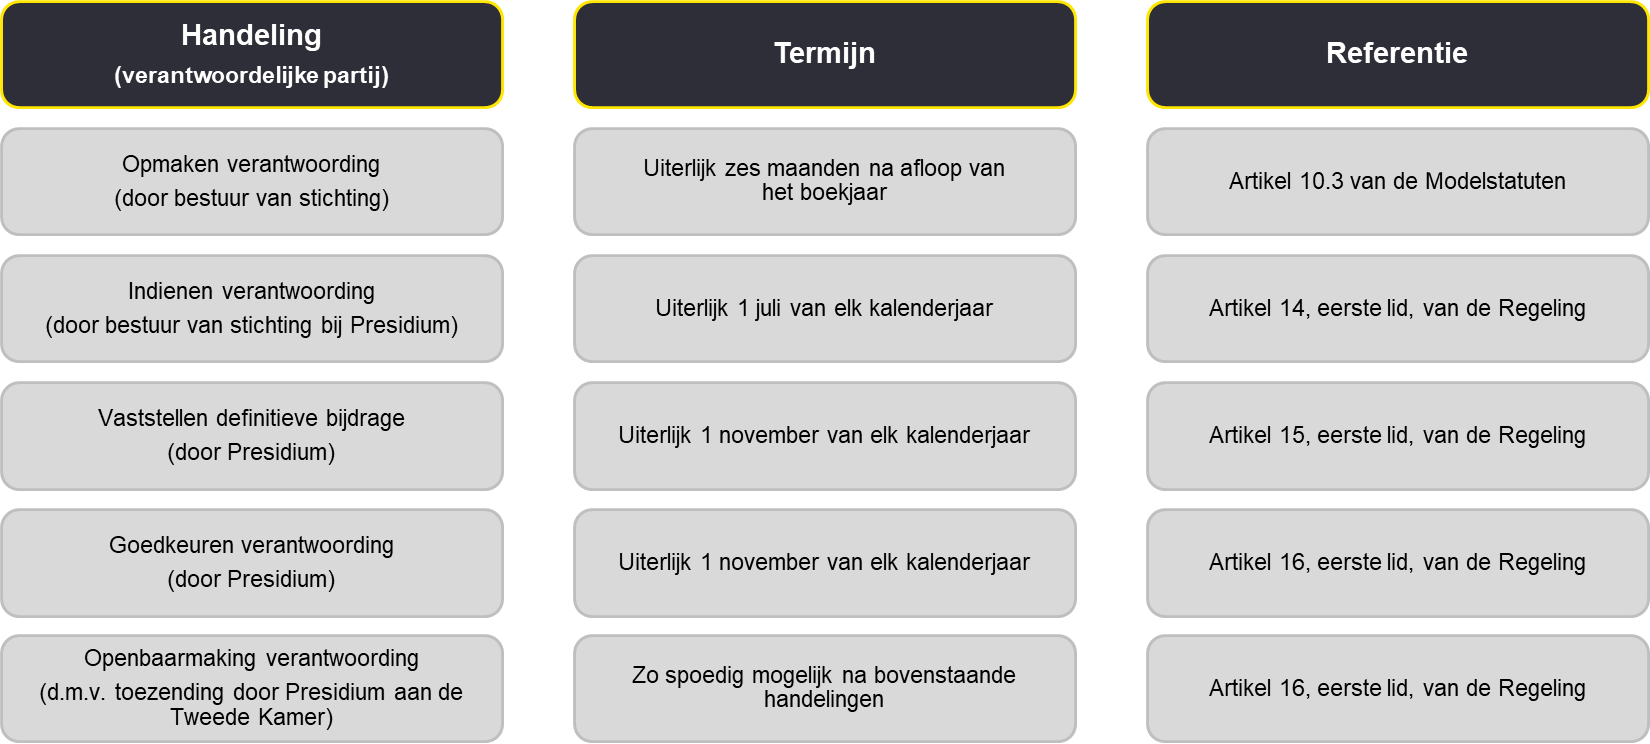 Handeling
(verantwoordelijke partij)
Termijn
Referentie
Opmaken verantwoording
(door bestuur van stichting)
Uiterlijk zes maanden na afloop van
het boekjaar
Artikel 10.3 van de Modelstatuten
Indienen verantwoording
(door bestuur van stichting bij Presidium)
Uiterlijk 1 juli van elk kalenderjaar
Artikel 14, eerste lid, van de Regeling
Vaststellen definitieve bijdrage
(door Presidium)
Uiterlijk 1 november van elk kalenderjaar
Artikel 15, eerste lid, van de Regeling
Goedkeuren verantwoording
(door Presidium)
Uiterlijk 1 november van elk kalenderjaar
Artikel 16, eerste lid, van de Regeling
Openbaarmaking verantwoording
(d.m.v. toezending door Presidium aan de
Tweede Kamer)
Zo spoedig mogelijk na bovenstaande
handelingen
Artikel 16, eerste lid, van de Regeling